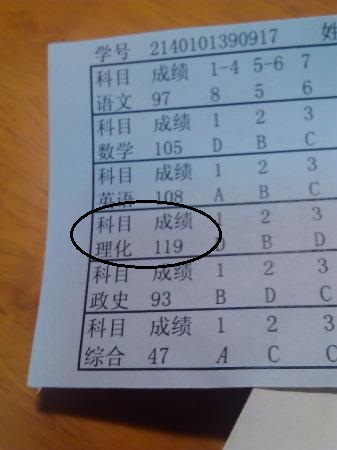 学号 2140101390917 姓
科目 成绩 1-4 5-6 7
语文 97 8 5 6
科目 成绩 1 2 3
数学 105 D B C
科目 成绩 1 2 3
英语 108 A B C
科目 成绩 1 2 3
理化 119 D B D
科目 成绩 1 2 3
政史 93 B D C
科目 成绩 1 2 3
综合 47 A C C